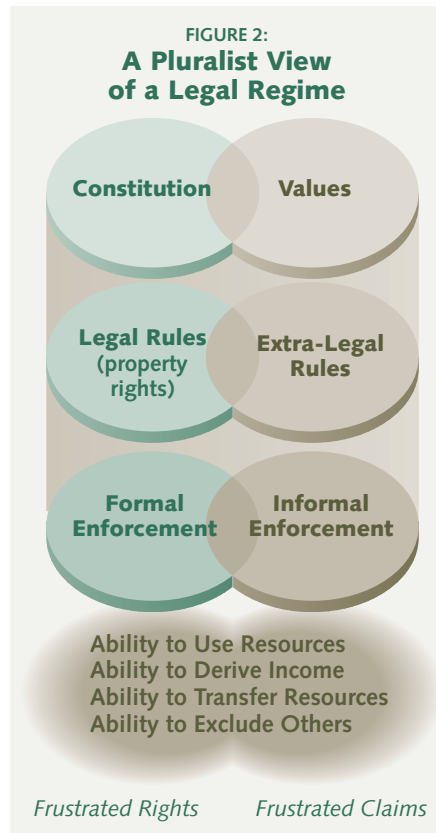 FIGURE 2:
A Pluralist View
of a Legal Regime
Constitution
Values
Legal Rules
(property
rights)
Extra-Legal
Rules
Formal
Enforcement
Informal
Enforcement
Ability to Use Resources
Ability to Derive Income
Ability to Transfer Resources
Ability to Exclude Others
Frustrated Rights
Frustrated Claims